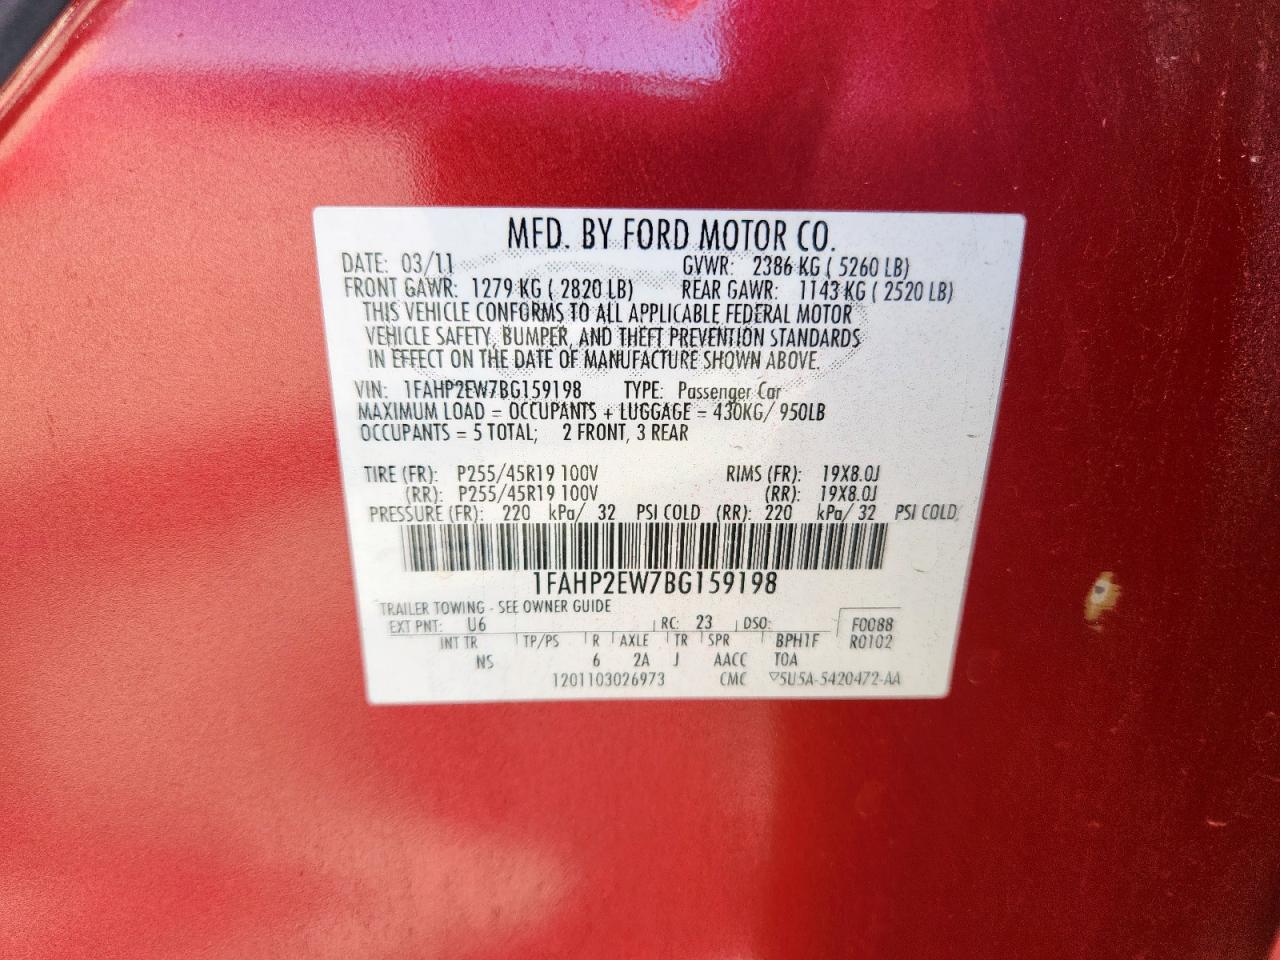 MFD. BY FORD MOTOR CO.
DATE: 03/11 GVWR: 2386 KG ( 5260 LB)
FRONT GAWR: 1279 KG ( 2820 LB) REAR GAWR: 1143 KG ( 2520 LB)
THIS VEHICLE CONFORMS TO ALL APPLICABLE FEDERAL MOTOR
VEHICLE SAFETY, BUMPER, AND THEFT PREVENTION STANDARDS
IN EFFECT ON THE DATE OF MANUFACTURE SHOWN ABOVE.
VIN: 1FAHP2EW7BG159198 TYPE: Passenger Car
MAXIMUM LOAD = OCCUPANTS + LUGGAGE = 430KG/ 950LB
OCCUPANTS = 5 TOTAL; 2 FRONT, 3 REAR
TIRE (FR): P255/45R19 100V RIMS (FR): 19X8.0J
(RR): P255/45R19 100V (RR): 19X8.0J
PRESSURE (FR): 220 kPa/ 32 PSI COLD (RR): 220 kPa/ 32 PSI COLD
1FAHP2EW7BG159198
TRAILER TOWING - SEE OWNER GUIDE
EXT PNT: U6 RC: 23 DSO: F0088
INT TR TP/PS R AXLE TR SPR BPH1F R0102
NS 6 2A J AACC TOA
1201103026973 CMC ▽5U5A-5420472-AA